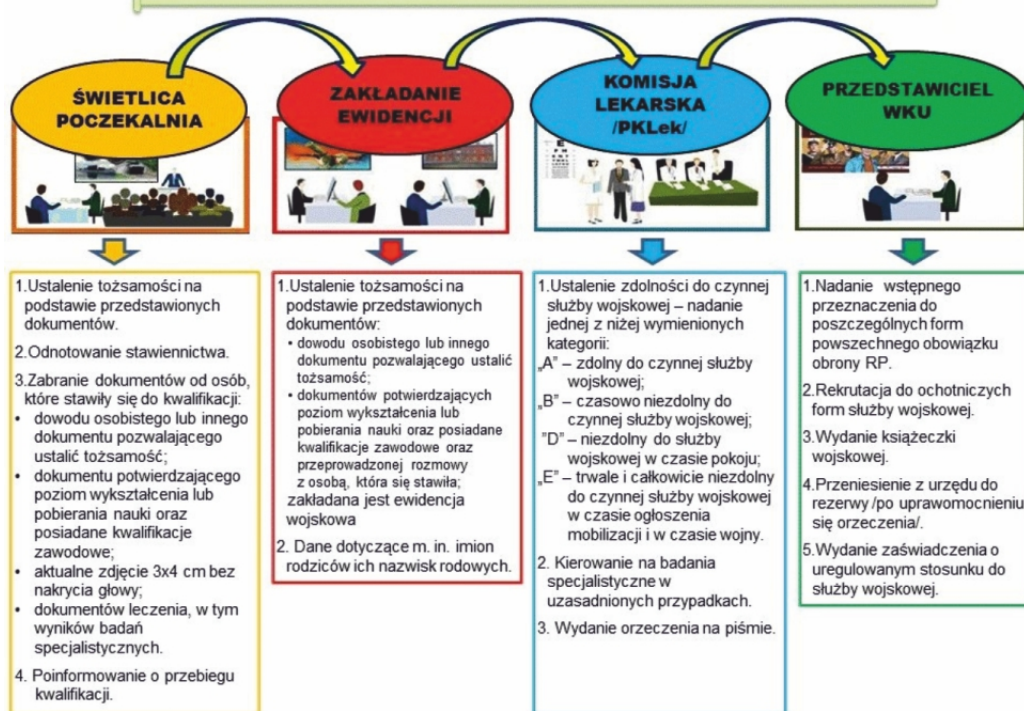 ŚWIETLICA
POCZEKALNIA
ZAKŁADANIE
EWIDENCJI
KOMISJA
LEKARSKA
/PKLek/
PRZEDSTAWICIEL
WKU
1.Ustalenie tożsamości na
podstawie przedstawionych
dokumentów.
2.Odnotowanie stawiennictwa.
3.Zabranie dokumentów od osób,
które stawiły się do kwalifikacji:
• dowodu osobistego lub innego
dokumentu pozwalającego
ustalić tożsamość;
• dokumentu potwierdzającego
poziom wykształcenia lub
pobierania nauki oraz
posiadane kwalifikacje
zawodowe;
• aktualne zdjęcie 3x4 cm bez
nakrycia głowy;
• dokumentów leczenia, w tym
wyników badań
specjalistycznych.
4. Poinformowanie o przebiegu
kwalifikacji.
1.Ustalenie tożsamości na
podstawie przedstawionych
dokumentów:
• dowodu osobistego lub innego
dokumentu pozwalającego ustalić
tożsamość;
• dokumentów potwierdzających
poziom wykształcenia lub
pobierania nauki oraz posiadane
kwalifikacje zawodowe oraz
przeprowadzonej rozmowy
z osobą, która się stawiła;
zakładana jest ewidencja
wojskowa
2. Dane dotyczące m. in. imion
rodziców ich nazwisk rodowych.
1.Ustalenie zdolności do czynnej
służby wojskowej – nadanie
jednej z niżej wymienionych
kategorii:
„A” – zdolny do czynnej służby
wojskowej;
„B” – czasowo niezdolny do
czynnej służby wojskowej;
”D” – niezdolny do służby
wojskowej w czasie pokoju;
„E” – trwale i całkowicie niezdolny
do czynnej służby wojskowej
w czasie ogłoszenia
mobilizacji i w czasie wojny.
2. Kierowanie na badania
specjalistyczne w
uzasadnionych przypadkach.
3. Wydanie orzeczenia na piśmie.
1.Nadanie wstępnego
przeznaczenia do
poszczególnych form
powszechnego obowiązku
obrony RP.
2.Rekrutacja do ochotniczych
form służby wojskowej.
3.Wydanie książeczki
wojskowej.
4.Przeniesienie z urzędu do
rezerwy /po uprawomocnieniu
się orzeczenia/.
5.Wydanie zaświadczenia o
uregulowanym stosunku do
służby wojskowej.